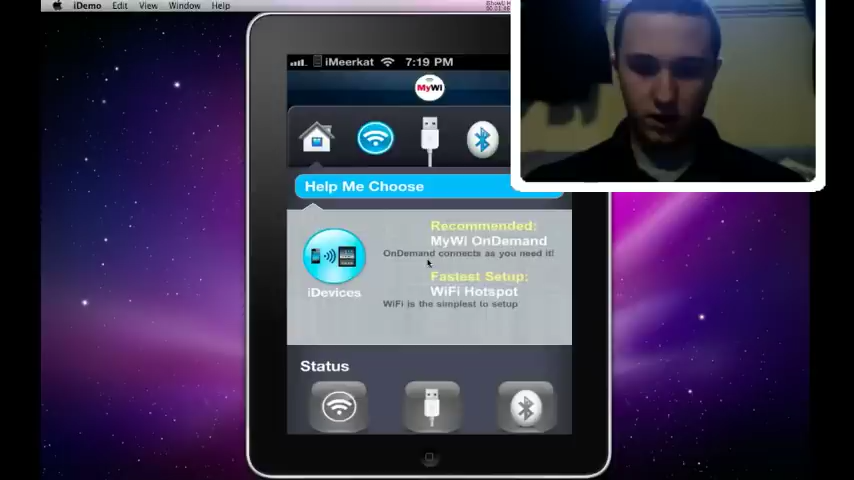 iDemo Edit View Window Help
iMeerkat 7:19 PM
MyWi
Help Me Choose
Recommended:
MyWi OnDemand
OnDemand connects as you need it!
Fastest Setup:
WiFi Hotspot
WiFi is the simplest to setup
iDevices
Status